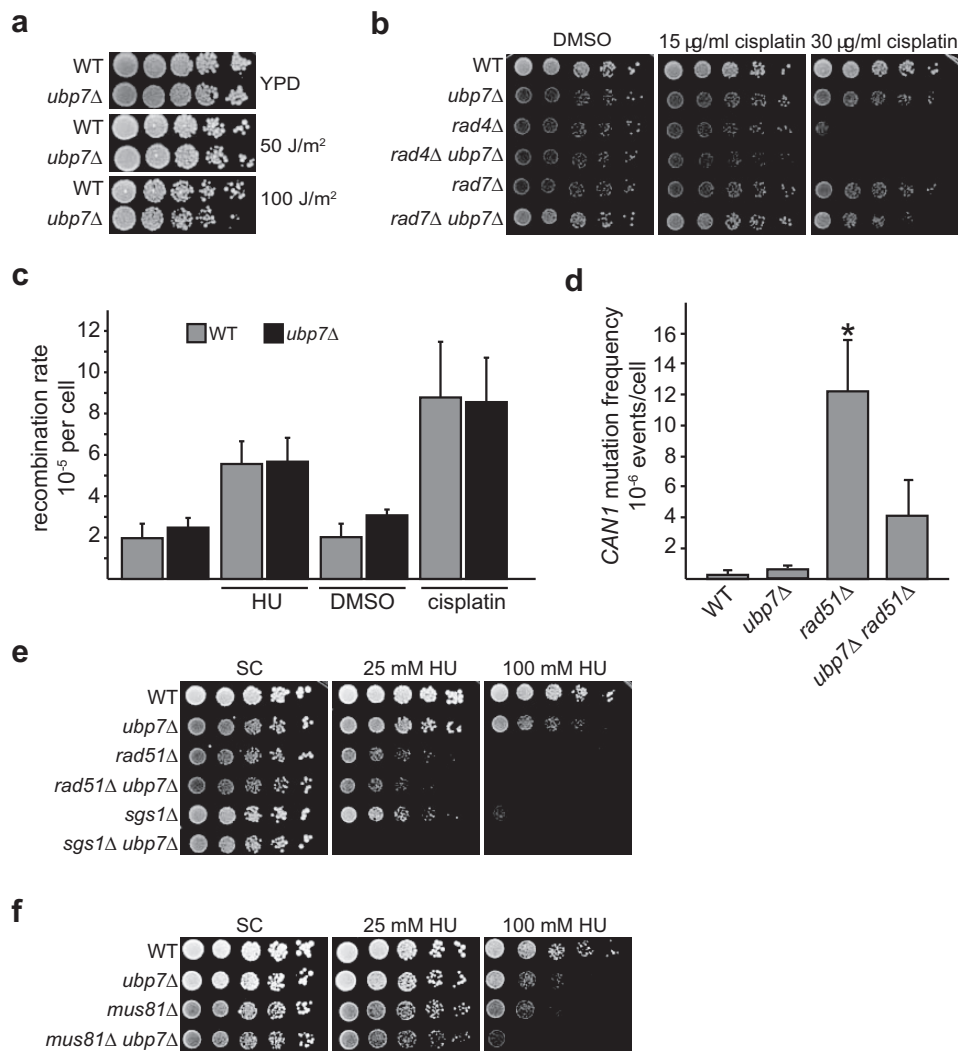 a
WT
ubp7Δ
YPD
WT
ubp7Δ
50 J/m²
WT
ubp7Δ
100 J/m²
b
DMSO
15 µg/ml cisplatin
30 µg/ml cisplatin
WT
ubp7Δ
rad4Δ
rad4Δ ubp7Δ
rad7Δ
rad7Δ ubp7Δ
c
recombination rate
10⁻⁵ per cell
12
10
8
6
4
2
WT
ubp7Δ
HU
DMSO
cisplatin
d
CAN1 mutation frequency
10⁻⁶ events/cell
16
14
12
10
8
6
4
2
*
WT
ubp7Δ
rad51Δ
ubp7Δ rad51Δ
e
SC
25 mM HU
100 mM HU
WT
ubp7Δ
rad51Δ
rad51Δ ubp7Δ
sgs1Δ
sgs1Δ ubp7Δ
f
SC
25 mM HU
100 mM HU
WT
ubp7Δ
mus81Δ
mus81Δ ubp7Δ